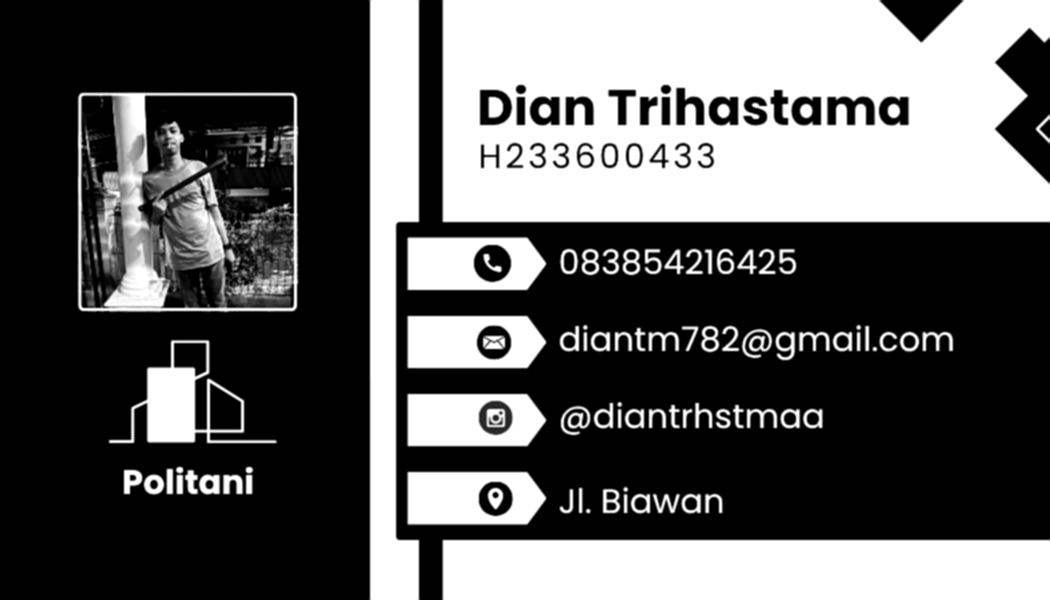 Dian Trihastama
H233600433
083854216425
diantm782@gmail.com
@diantrhstmaa
Jl. Biawan
Politani